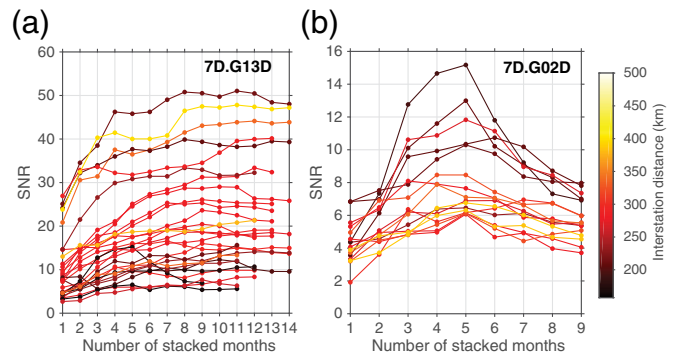 (a)
7D.G13D
SNR
60
50
40
30
20
10
0
1 2 3 4 5 6 7 8 9 10 11 12 13 14
Number of stacked months
(b)
7D.G02D
SNR
16
14
12
10
8
6
4
2
0
1 2 3 4 5 6 7 8 9
Number of stacked months
500
450
400
350
300
250
200
Interstation distance (km)